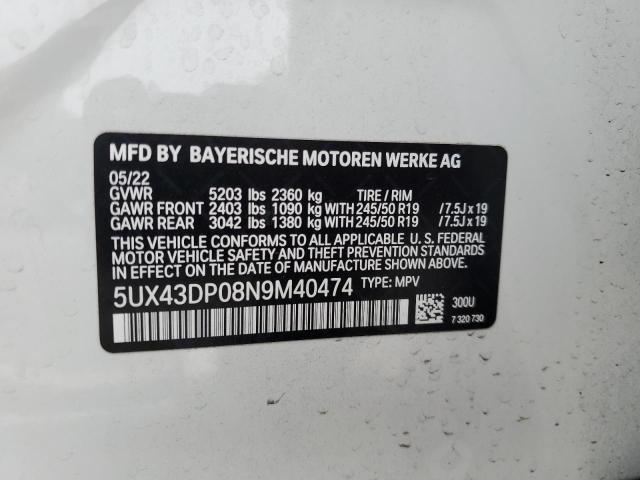 MFD BY BAYERISCHE MOTOREN WERKE AG
05/22
GVWR 5203 lbs 2360 kg TIRE / RIM
GAWR FRONT 2403 lbs 1090 kg WITH 245/50 R19 /7.5J x 19
GAWR REAR 3042 lbs 1380 kg WITH 245/50 R19 /7.5J x 19
THIS VEHICLE CONFORMS TO ALL APPLICABLE U. S. FEDERAL
MOTOR VEHICLE SAFETY AND THEFT PREVENTION STANDARDS
IN EFFECT ON THE DATE OF MANUFACTURE SHOWN ABOVE.
5UX43DP08N9M40474 TYPE: MPV
300U
7 320 730